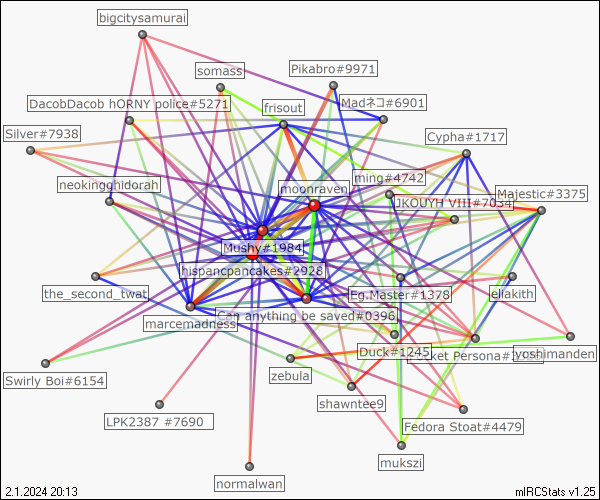 bigcitysamurai
somass
Pikabro#9971
DacobDacob hORNY police#5271
Madネコ#6901
frisout
Silver#7938
Cypha#1717
ming#4742
neokingghidorah
moonraven
Majestic#3375
JKOUYH VIII#7034
Mushy#1984
hispancpancakes#2928
the_second_twat
Eg.Master#1378
leliakith
Can anything be saved#0396
marcemadness
Duck#1245
ket Persona#
yoshimanden
zebula
Swirly Boi#6154
shawntee9
LPK2387 #7690
Fedora Stoat#4479
mukszi
normalwan
2.1.2024 20:13
mIRCStats v1.25